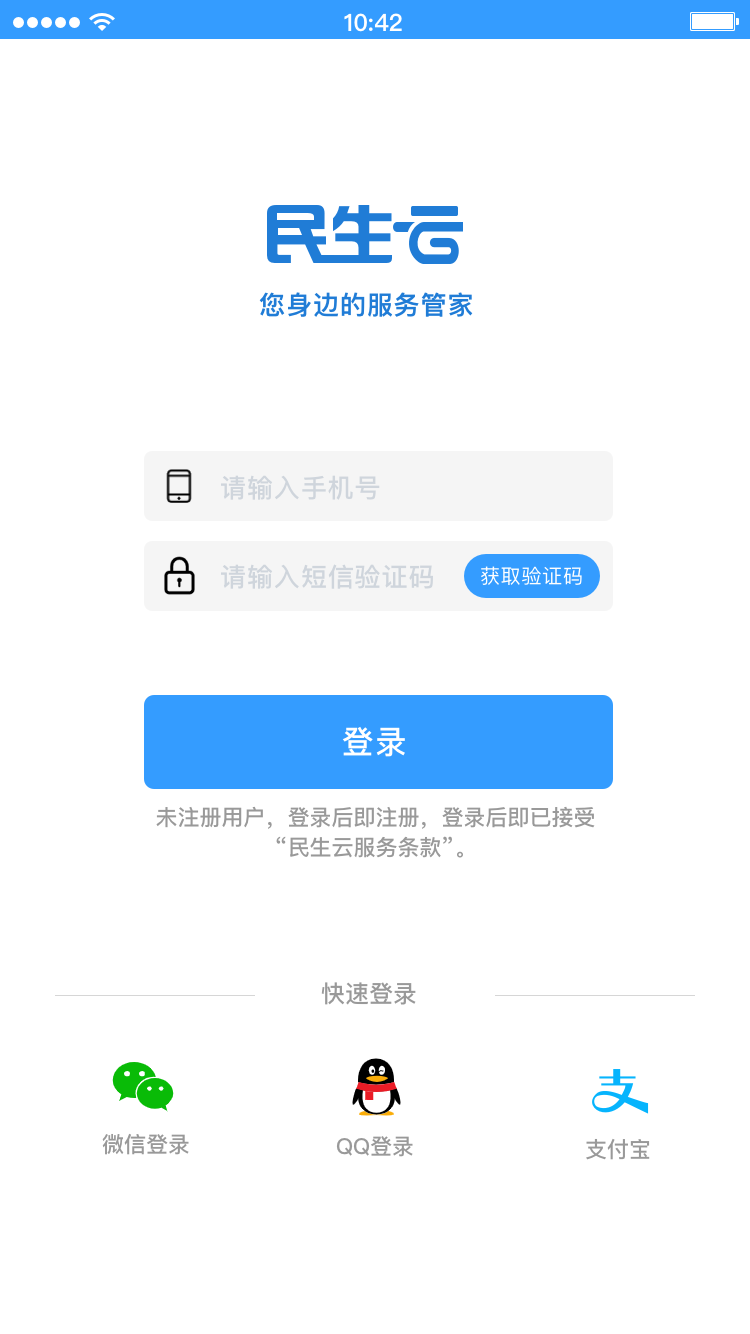 10:42
民生云
您身边的服务管家
请输入手机号
请输入短信验证码
获取验证码
登录
未注册用户，登录后即注册，登录后即已接受
“民生云服务条款”。
快速登录
微信登录
QQ登录
支
支付宝